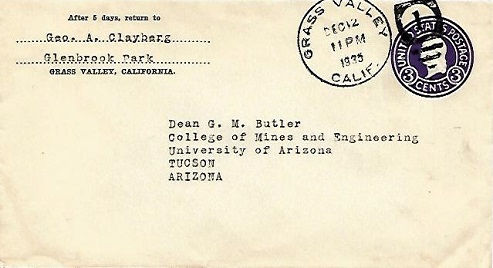 After 5 days, return to
Geo. A. Clayberg
Glenbrook Park
GRASS VALLEY, CALIFORNIA.
GRASS VALLEY
DEC 12
11 PM
1935
CALIF.
1
UNITED STATES POSTAGE
3 CENTS 3
Dean G. M. Butler
College of Mines and Engineering
University of Arizona
TUCSON
ARIZONA